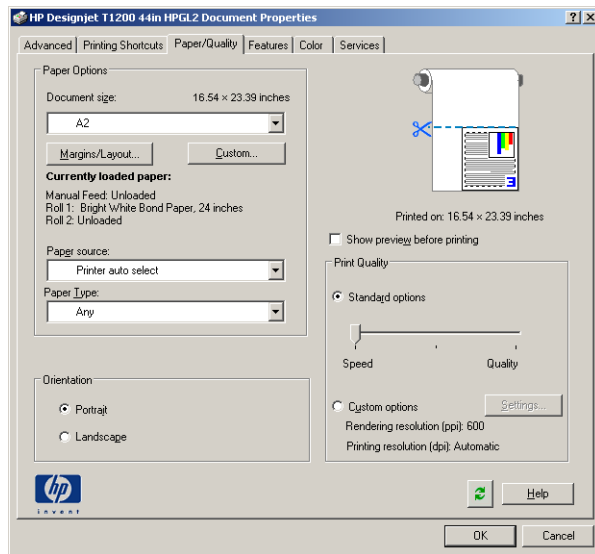 HP Designjet T1200 44in HPGL2 Document Properties
Advanced
Printing Shortcuts
Paper/Quality
Features
Color
Services
Paper Options
Document size: 16.54 × 23.39 inches
A2
Margins/Layout...
Custom...
Currently loaded paper:
Manual Feed: Unloaded
Roll 1: Bright White Bond Paper, 24 inches
Roll 2: Unloaded
Paper source:
Printer auto select
Paper Type:
Any
Orientation
Portrait
Landscape
3
Printed on: 16.54 × 23.39 inches
Show preview before printing
Print Quality
Standard options
Speed
Quality
Custom options
Settings...
Rendering resolution (ppi): 600
Printing resolution (dpi): Automatic
hp
invent
Help
OK
Cancel